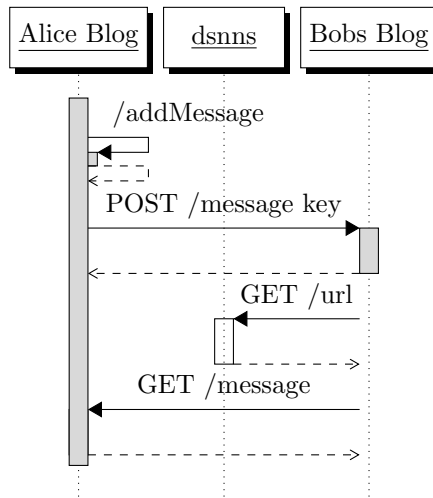 Alice Blog
dsnns
Bobs Blog
/addMessage
POST /message key
GET /url
GET /message